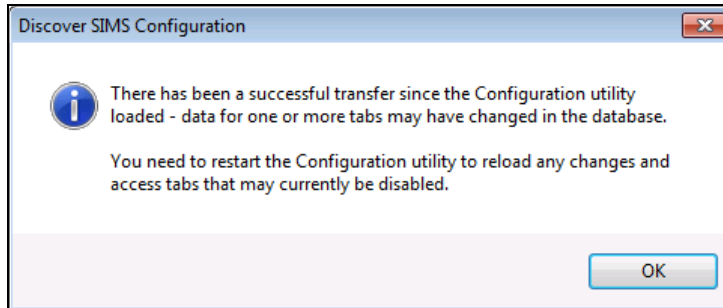 Discover SIMS Configuration
There has been a successful transfer since the Configuration utility
loaded - data for one or more tabs may have changed in the database.
You need to restart the Configuration utility to reload any changes and
access tabs that may currently be disabled.
OK